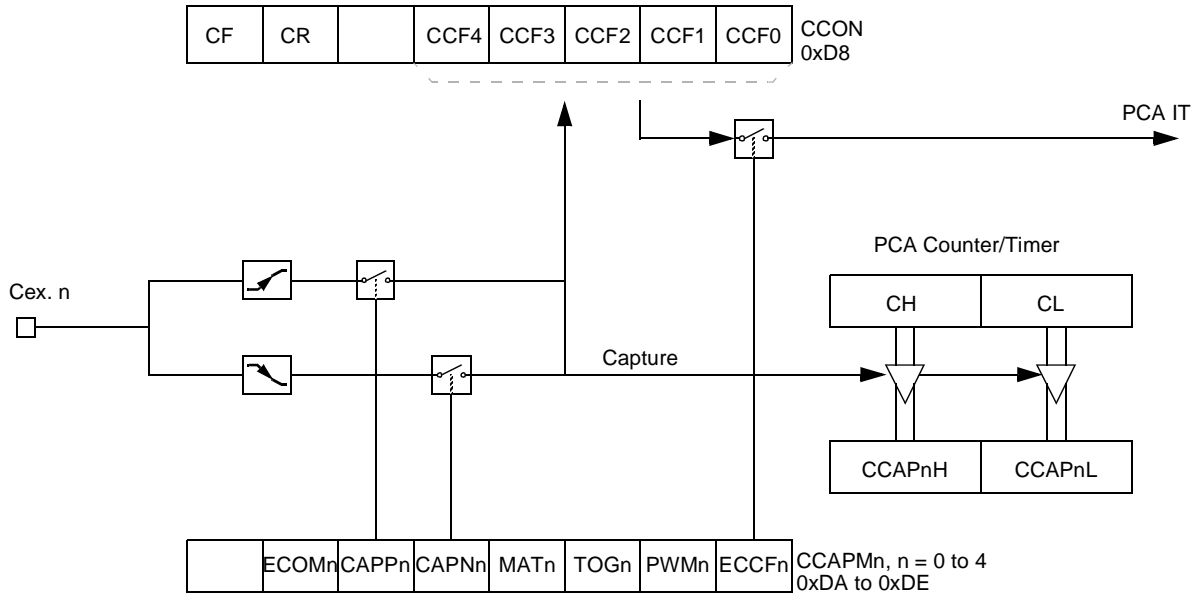 CF CR CCF4 CCF3 CCF2 CCF1 CCF0 CCON
0xD8
PCA IT
PCA Counter/Timer
Cex. n
CH CL
Capture
CCAPnH CCAPnL
ECOMn CAPPn CAPNn MATn TOGn PWMn ECCFn CCAPMn, n = 0 to 4
0xDA to 0xDE